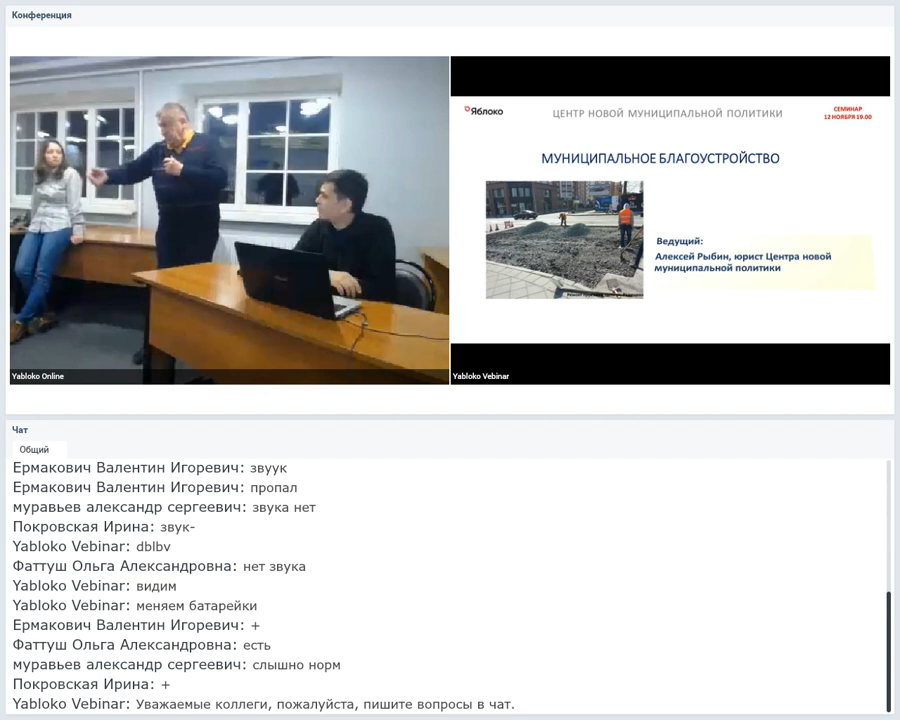 Конференция
Яблоко
ЦЕНТР НОВОЙ МУНИЦИПАЛЬНОЙ ПОЛИТИКИ
СЕМИНАР
12 НОЯБРЯ 19.00
МУНИЦИПАЛЬНОЕ БЛАГОУСТРОЙСТВО
Ведущий:
Алексей Рыбин, юрист Центра новой
муниципальной политики
Yabloko Online
Yabloko Vebinar
Чат
Общий
Ермакович Валентин Игоревич: звуук
Ермакович Валентин Игоревич: пропал
муравьев александр сергеевич: звука нет
Покровская Ирина: звук-
Yabloko Vebinar: dblbv
Фаттуш Ольга Александровна: нет звука
Yabloko Vebinar: видим
Yabloko Vebinar: меняем батарейки
Ермакович Валентин Игоревич: +
Фаттуш Ольга Александровна: есть
муравьев александр сергеевич: слышно норм
Покровская Ирина: +
Yabloko Vebinar: Уважаемые коллеги, пожалуйста, пишите вопросы в чат.